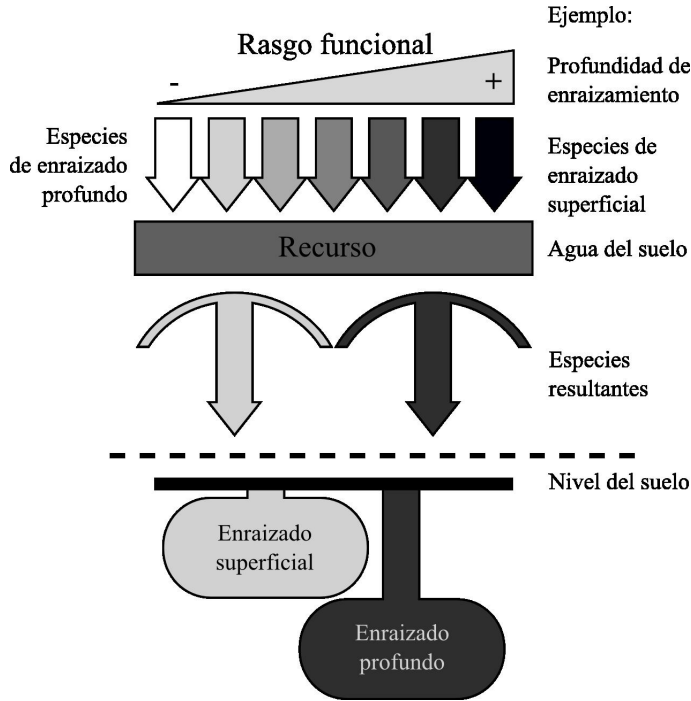 Ejemplo:
Rasgo funcional
-
+
Profundidad de
enraizamiento
Especies
de enraizado
profundo
Especies de
enraizado
superficial
Recurso
Agua del suelo
Especies
resultantes
Nivel del suelo
Enraizado
superficial
Enraizado
profundo